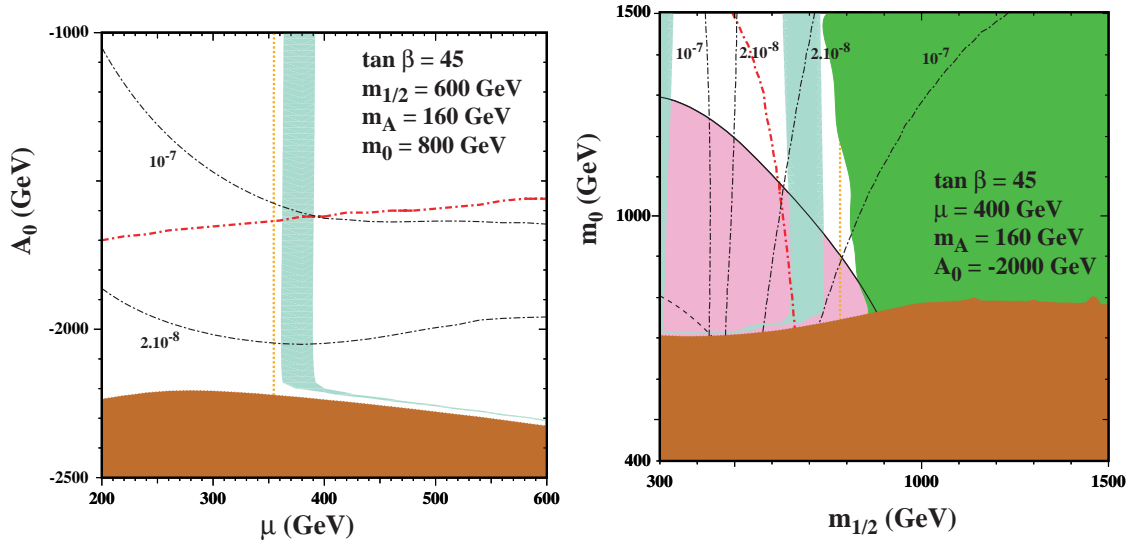 -1000
-1500
-2000
-2500
A₀ (GeV)
tan β = 45
m₁/₂ = 600 GeV
m_A = 160 GeV
m₀ = 800 GeV
10⁻⁷
2.10⁻⁸
200
300
400
500
600
μ (GeV)
1500
1000
400
m₀ (GeV)
10⁻⁷
2.10⁻⁸
2.10⁻⁸
10⁻⁷
tan β = 45
μ = 400 GeV
m_A = 160 GeV
A₀ = -2000 GeV
300
1000
1500
m₁/₂ (GeV)